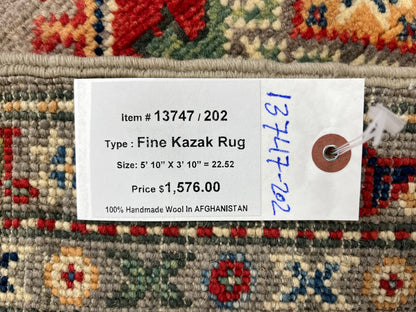 Item # 13747 / 202
Type : Fine Kazak Rug
Size: 5' 10" X 3' 10" = 22.52
Price $1,576.00
100% Handmade Wool In AFGHANISTAN
13747-202